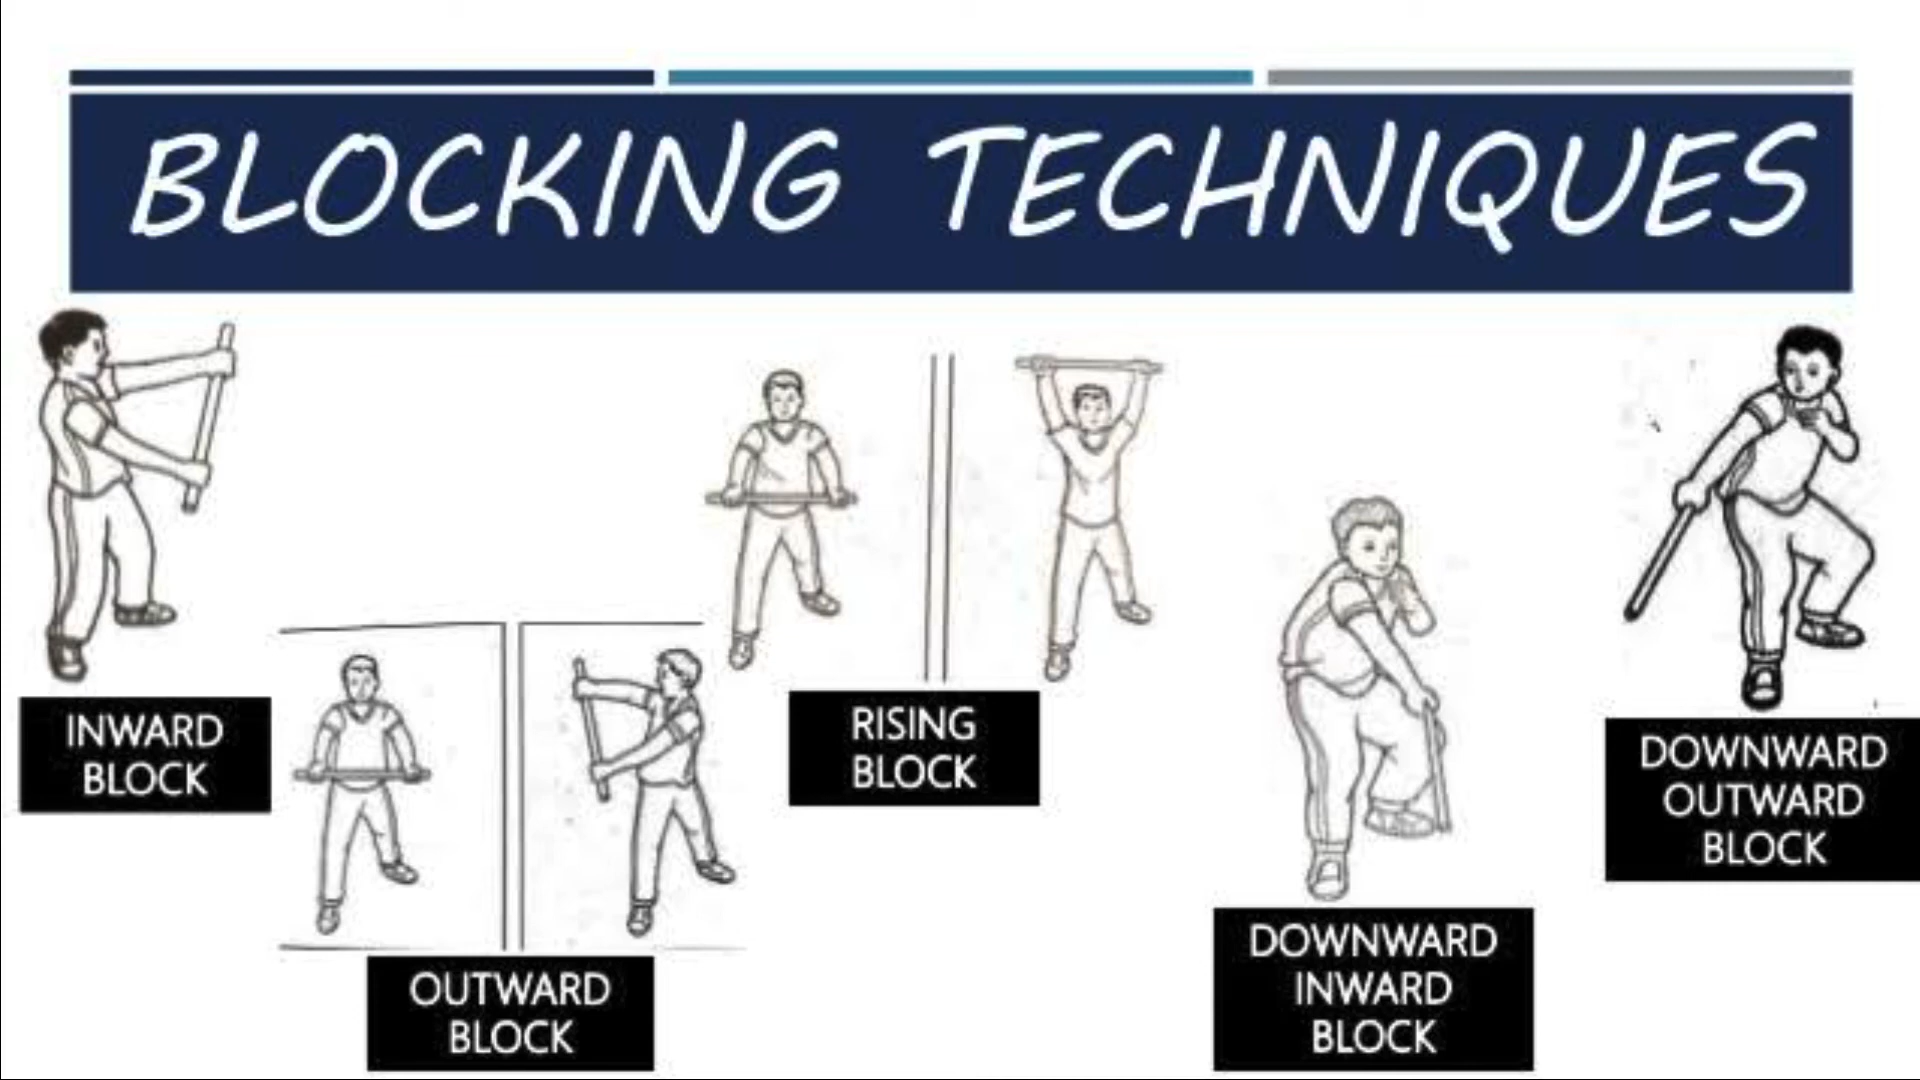 BLOCKING TECHNIQUES
INWARD
BLOCK
OUTWARD
BLOCK
RISING
BLOCK
DOWNWARD
INWARD
BLOCK
DOWNWARD
OUTWARD
BLOCK